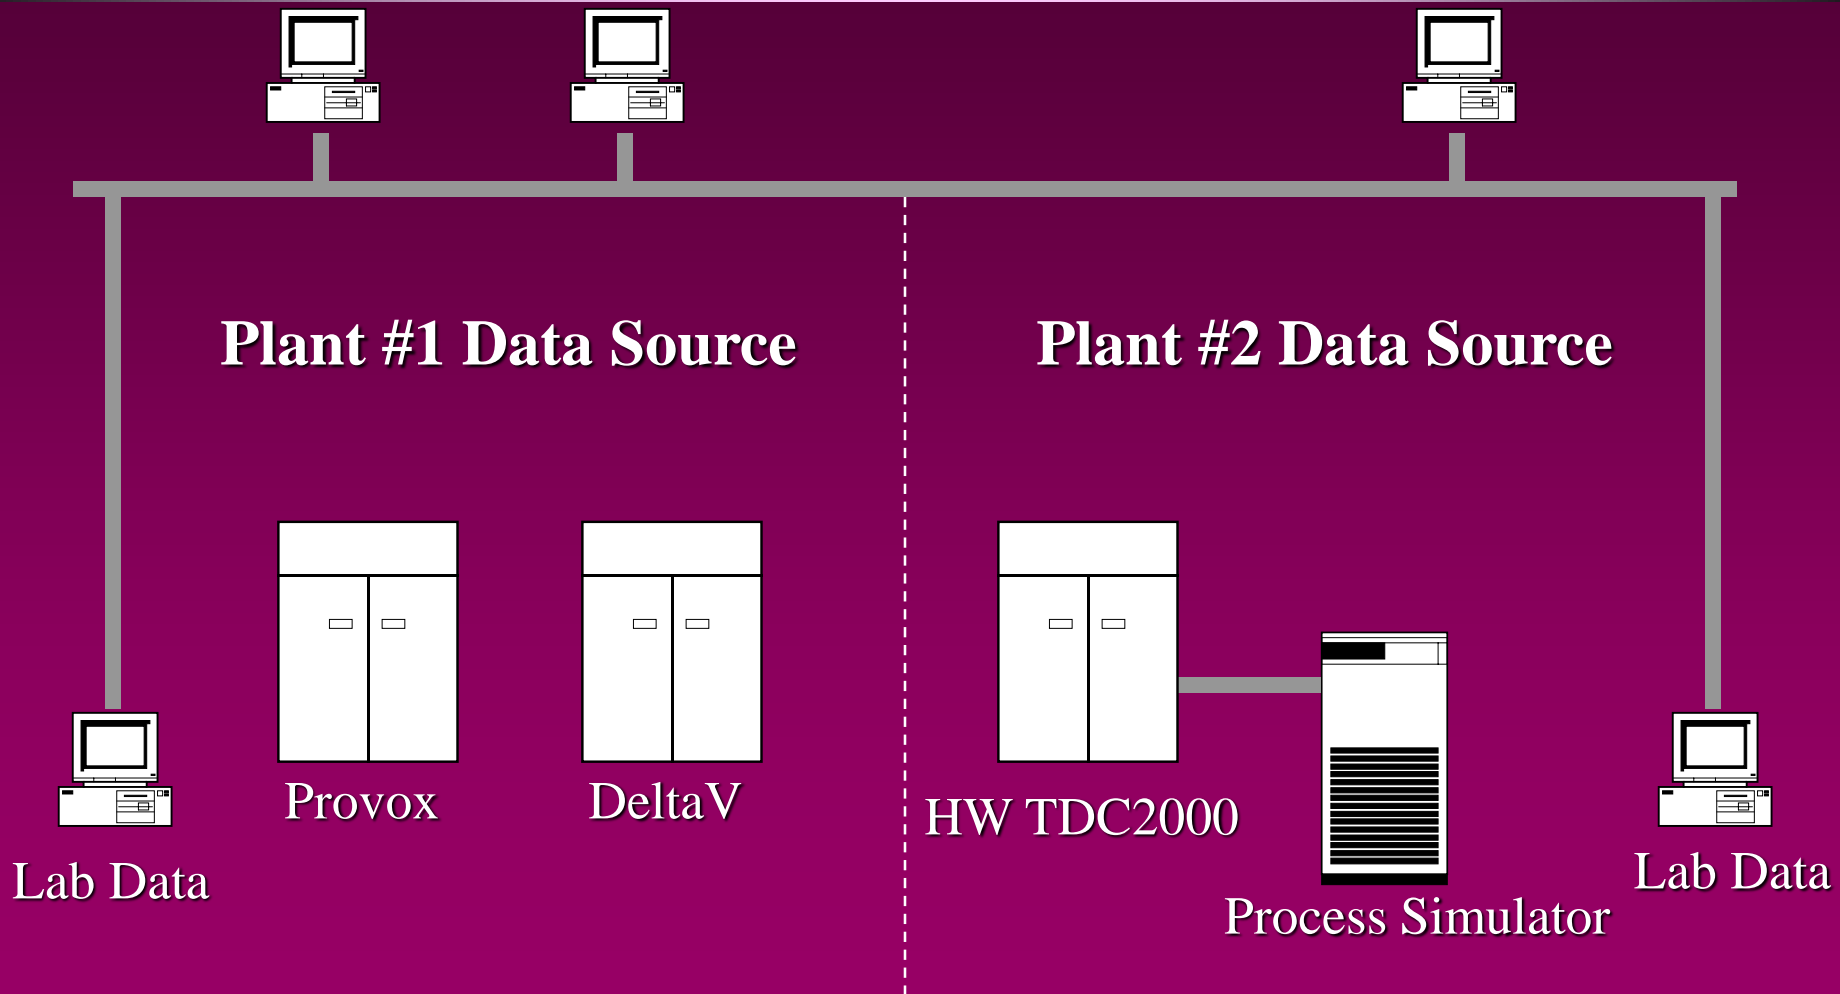 Plant #1 Data Source
Plant #2 Data Source
Provox
DeltaV
HW TDC2000
Lab Data
Lab Data
Process Simulator